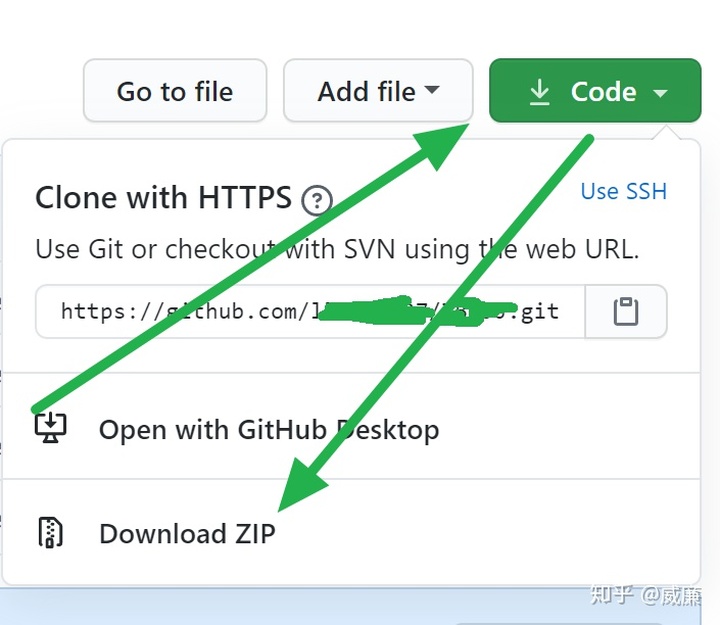 Go to file
Add file
Code
Clone with HTTPS ?
Use SSH
Use Git or checkout with SVN using the web URL.
https://github.com/ .git
Open with GitHub Desktop
Download ZIP
知乎 @威廉